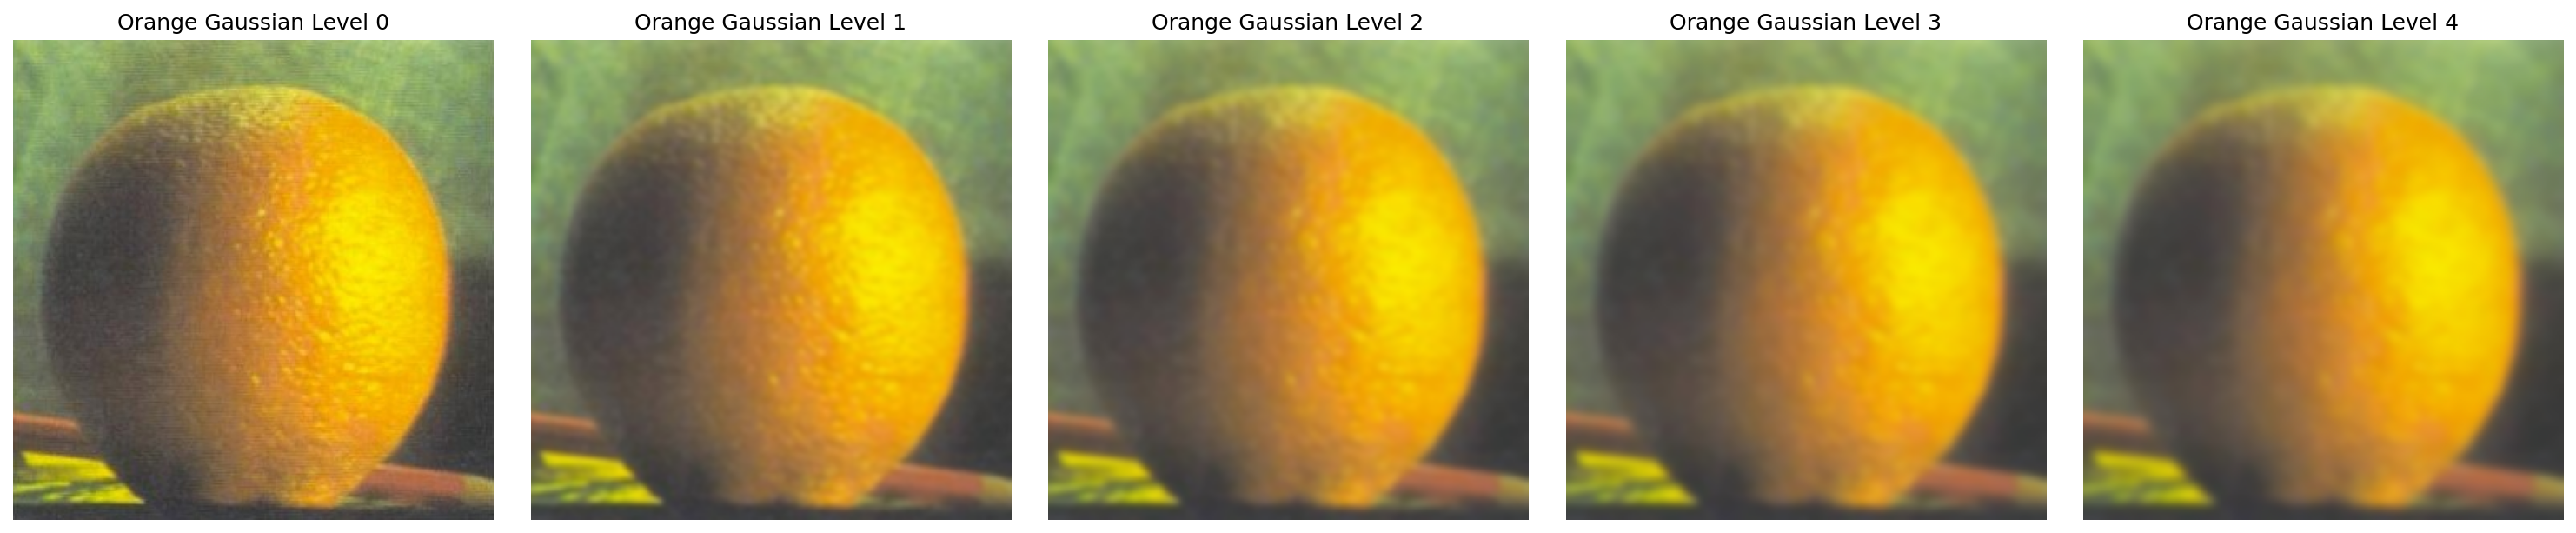 Orange Gaussian Level 0
Orange Gaussian Level 1
Orange Gaussian Level 2
Orange Gaussian Level 3
Orange Gaussian Level 4